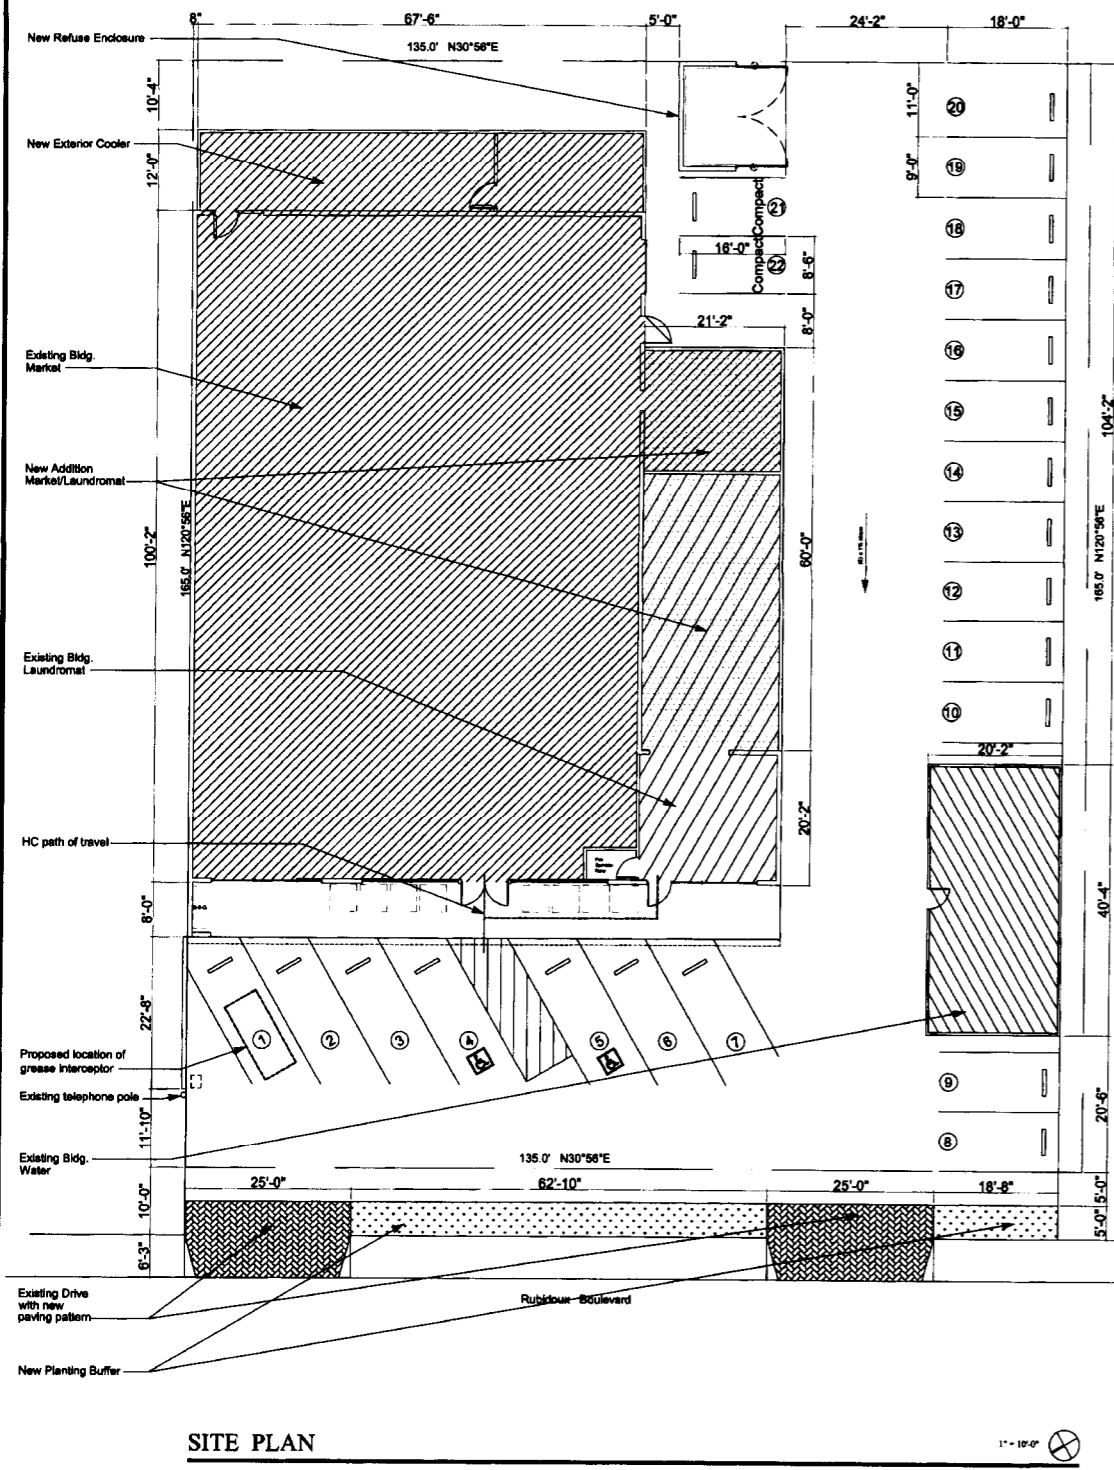 8"
67'-6"
5'-0"
24'-2"
18'-0"
New Refuse Enclosure
135.0' N30°56"E
10'-4"
11'-0"
20
New Exterior Cooler
12'-0"
9'-0"
19
Compact
21
18
16'-0"
Compact
22
8'-6"
17
21'-2"
8'-0"
Existing Bldg.
Market
16
15
104'-2"
New Addition
Market/Laundromat
14
100'-2"
165.0' N120°56"E
60'-0"
13
165.0' N120°56"E
12
Existing Bldg.
Laundromat
11
10
20'-2"
HC path of travel
20'-2"
8'-0"
40'-4"
22'-8"
1
2
3
4
5
6
7
Proposed location of
grease interceptor
9
Existing telephone pole
11'-10"
20'-6"
8
Existing Bldg.
Water
135.0' N30°56"E
25'-0"
62'-10"
25'-0"
18'-8"
10'-0"
5'-0"
5'-0"
6'-3"
Existing Drive
with new
paving pattern
Rubidoux Boulevard
New Planting Buffer
SITE PLAN
1" = 10'-0"